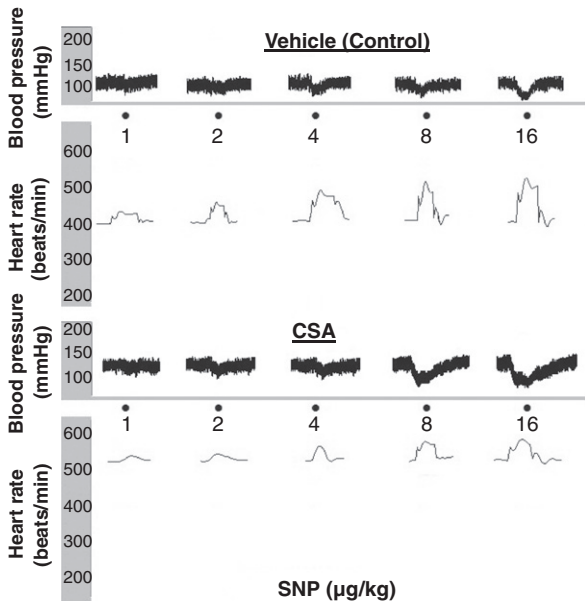 Vehicle (Control)
Blood pressure
(mmHg)
200
150
100
1 2 4 8 16
Heart rate
(beats/min)
600
500
400
300
200
CSA
Blood pressure
(mmHg)
200
150
100
1 2 4 8 16
Heart rate
(beats/min)
600
500
400
300
200
SNP (µg/kg)